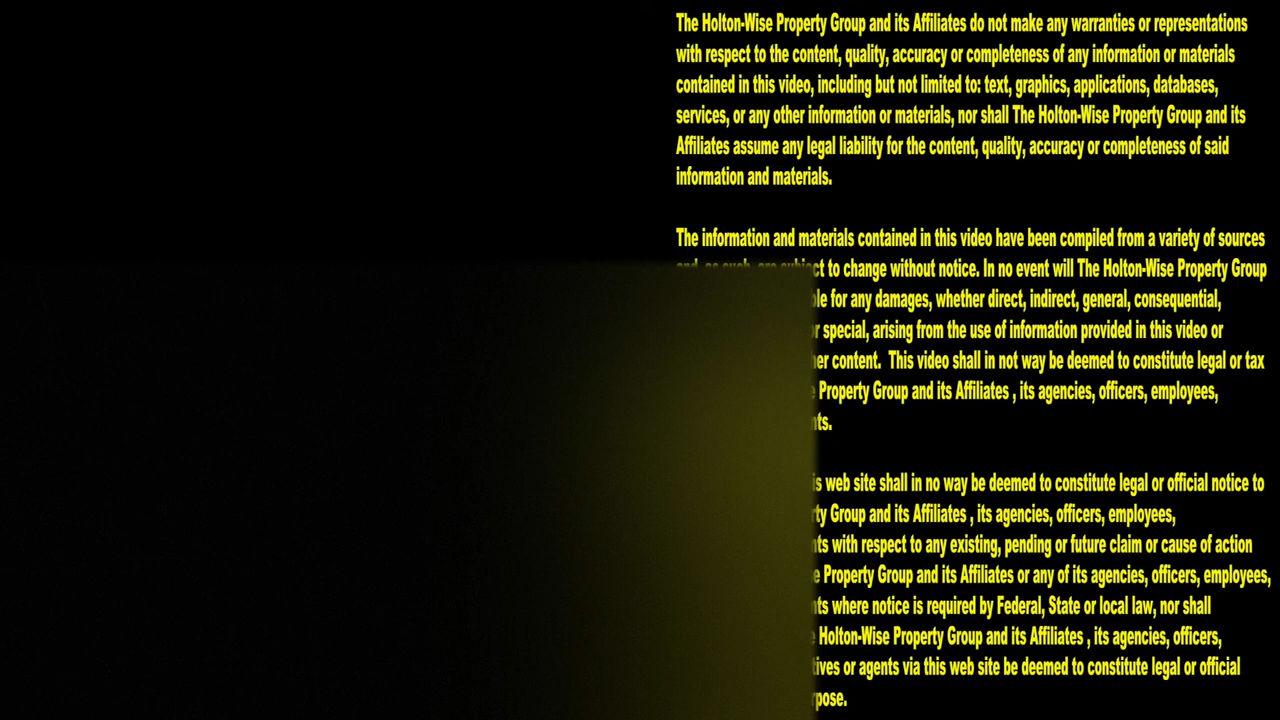 The Holton-Wise Property Group and its Affiliates do not make any warranties or representations
with respect to the content, quality, accuracy or completeness of any information or materials
contained in this video, including but not limited to: text, graphics, applications, databases,
services, or any other information or materials, nor shall The Holton-Wise Property Group and its
Affiliates assume any legal liability for the content, quality, accuracy or completeness of said
information and materials.
The information and materials contained in this video have been compiled from a variety of sources
to change without notice. In no event will The Holton-Wise Property Group
for any damages, whether direct, indirect, general, consequential,
special, arising from the use of information provided in this video or
content. This video shall in not way be deemed to constitute legal or tax
Property Group and its Affiliates , its agencies, officers, employees,
web site shall in no way be deemed to constitute legal or official notice to
Group and its Affiliates , its agencies, officers, employees,
with respect to any existing, pending or future claim or cause of action
Property Group and its Affiliates or any of its agencies, officers, employees,
where notice is required by Federal, State or local law, nor shall
Holton-Wise Property Group and its Affiliates , its agencies, officers,
or agents via this web site be deemed to constitute legal or official